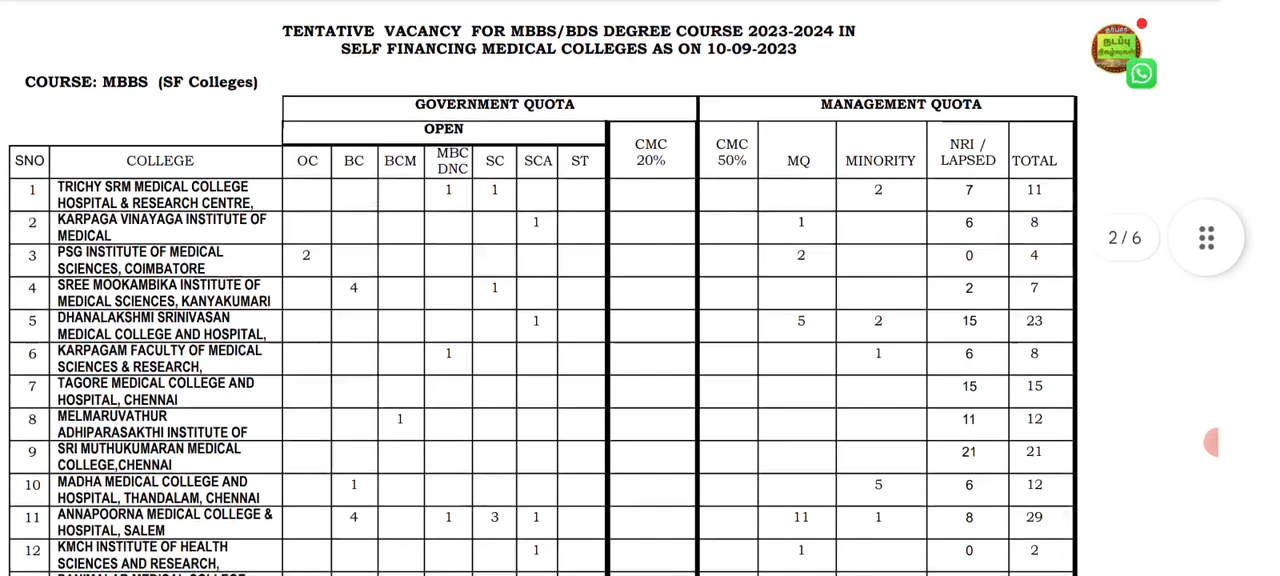 TENTATIVE VACANCY FOR MBBS/BDS DEGREE COURSE 2023-2024 IN
SELF FINANCING MEDICAL COLLEGES AS ON 10-09-2023
நடப்பு
நிகழ்வுகள்
COURSE: MBBS (SF Colleges)
GOVERNMENT QUOTA MANAGEMENT QUOTA
OPEN
SNO COLLEGE OC BC BCM MBC DNC SC SCA ST CMC 20% CMC 50% MQ MINORITY NRI / LAPSED TOTAL
1 TRICHY SRM MEDICAL COLLEGE 1 1 2 7 11
HOSPITAL & RESEARCH CENTRE,
2 KARPAGA VINAYAGA INSTITUTE OF 1 1 6 8
MEDICAL
2/6
3 PSG INSTITUTE OF MEDICAL 2 2 0 4
SCIENCES, COIMBATORE
4 SREE MOOKAMBIKA INSTITUTE OF 4 1 2 7
MEDICAL SCIENCES, KANYAKUMARI
5 DHANALAKSHMI SRINIVASAN 1 5 2 15 23
MEDICAL COLLEGE AND HOSPITAL,
6 KARPAGAM FACULTY OF MEDICAL 1 1 6 8
SCIENCES & RESEARCH,
7 TAGORE MEDICAL COLLEGE AND 15 15
HOSPITAL, CHENNAI
8 MELMARUVATHUR 1 11 12
ADHIPARASAKTHI INSTITUTE OF
9 SRI MUTHUKUMARAN MEDICAL 21 21
COLLEGE,CHENNAI
10 MADHA MEDICAL COLLEGE AND 1 5 6 12
HOSPITAL, THANDALAM, CHENNAI
11 ANNAPOORNA MEDICAL COLLEGE & 4 1 3 1 11 1 8 29
HOSPITAL, SALEM
12 KMCH INSTITUTE OF HEALTH 1 1 0 2
SCIENCES AND RESEARCH,